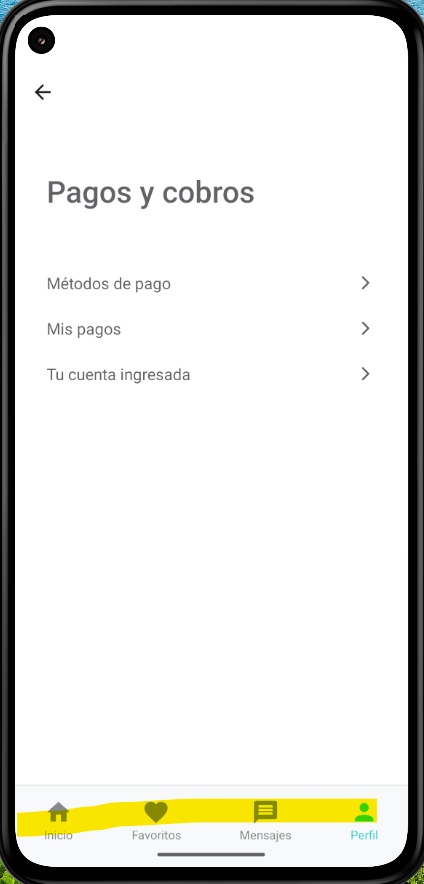 Pagos y cobros
Métodos de pago
Mis pagos
Tu cuenta ingresada
Inicio Favoritos Mensajes Perfil